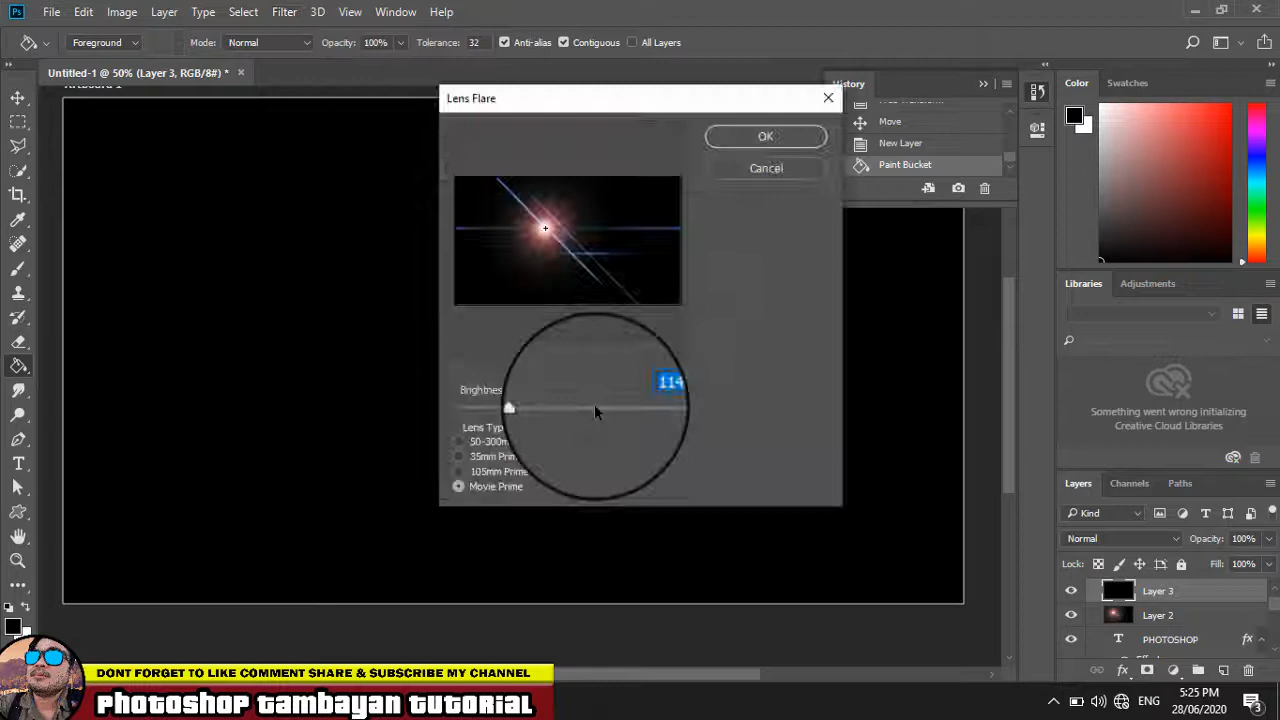 Ps File Edit Image Layer Type Select Filter 3D View Window Help
Foreground Mode: Normal Opacity: 100% Tolerance: 32 Anti-alias Contiguous All Layers
Untitled-1 @ 50% (Layer 3, RGB/8#) * ×
Lens Flare
OK
Cancel
Brightnes
114
Lens Typ
35mm Prim
105mm Prime
Movie Prime
History
Move
New Layer
Paint Bucket
Color Swatches
Libraries Adjustments
Something went wrong initializing
Creative Cloud Libraries
Layers Channels Paths
Kind
Normal Opacity: 100%
Lock: Fill: 100%
Layer 3
Layer 2
T PHOTOSHOP fx
DONT FORGET TO LIKE COMMENT SHARE & SUBSCRIBE MY CHANNEL
PHOTOSHOP TAMBAYAN TUTORIAL
ENG
5:25 PM
28/06/2020
3